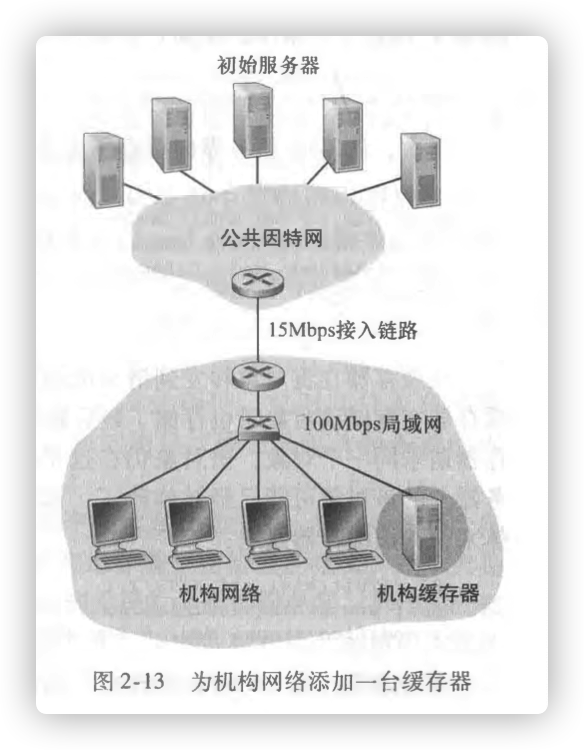 初始服务器
公共因特网
15Mbps接入链路
100Mbps局域网
机构网络
机构缓存器
图 2-13 为机构网络添加一台缓存器